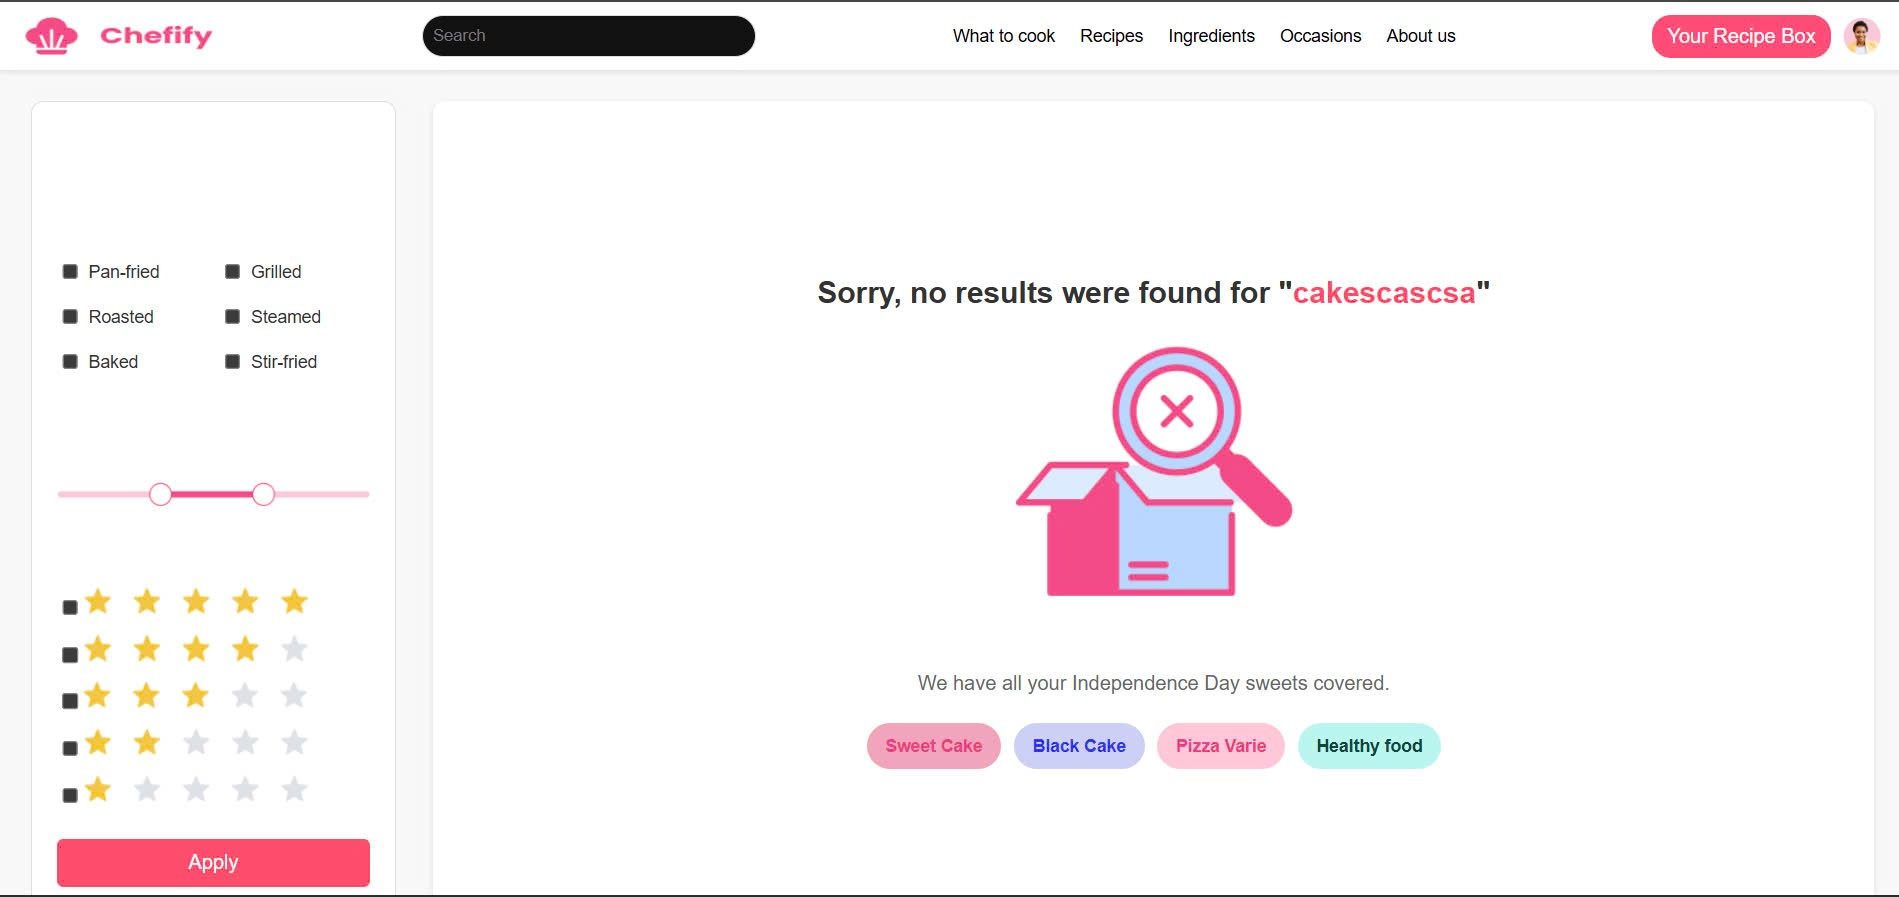 Chefify
Search
What to cook Recipes Ingredients Occasions About us
Your Recipe Box
Pan-fried Grilled
Roasted Steamed
Baked Stir-fried
Apply
Sorry, no results were found for "cakescascsa"
We have all your Independence Day sweets covered.
Sweet Cake Black Cake Pizza Varie Healthy food